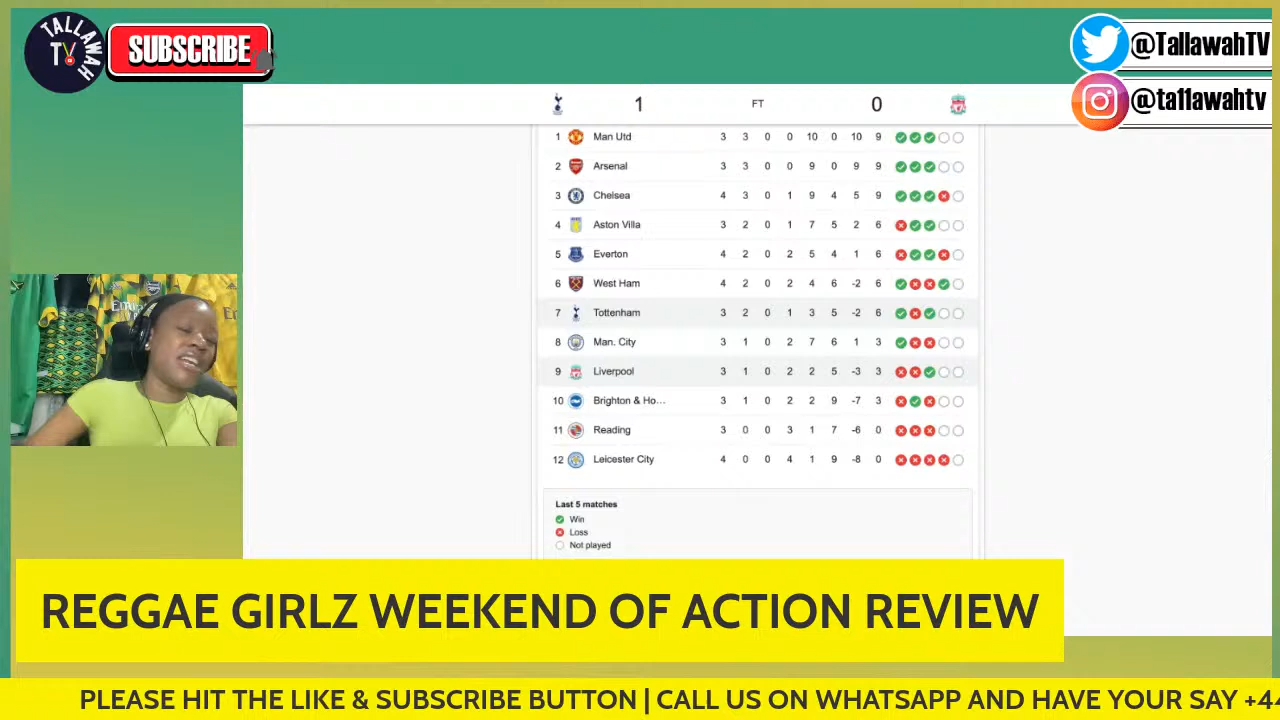 TALLAWAH
TV
SUBSCRIBE
@TallawahTV
@ta11awahtv
1 FT 0
1 Man Utd 3 3 0 0 10 0 10 9
2 Arsenal 3 3 0 0 9 0 9 9
3 Chelsea 4 3 0 1 9 4 5 9
4 Aston Villa 3 2 0 1 7 5 2 6
5 Everton 4 2 0 2 5 4 1 6
6 West Ham 4 2 0 2 4 6 -2 6
7 Tottenham 3 2 0 1 3 5 -2 6
8 Man. City 3 1 0 2 7 6 1 3
9 Liverpool 3 1 0 2 2 5 -3 3
10 Brighton & Ho... 3 1 0 2 2 9 -7 3
11 Reading 3 0 0 3 1 7 -6 0
12 Leicester City 4 0 0 4 1 9 -8 0
Last 5 matches
Win
Loss
Not played
REGGAE GIRLZ WEEKEND OF ACTION REVIEW
PLEASE HIT THE LIKE & SUBSCRIBE BUTTON | CALL US ON WHATSAPP AND HAVE YOUR SAY +4